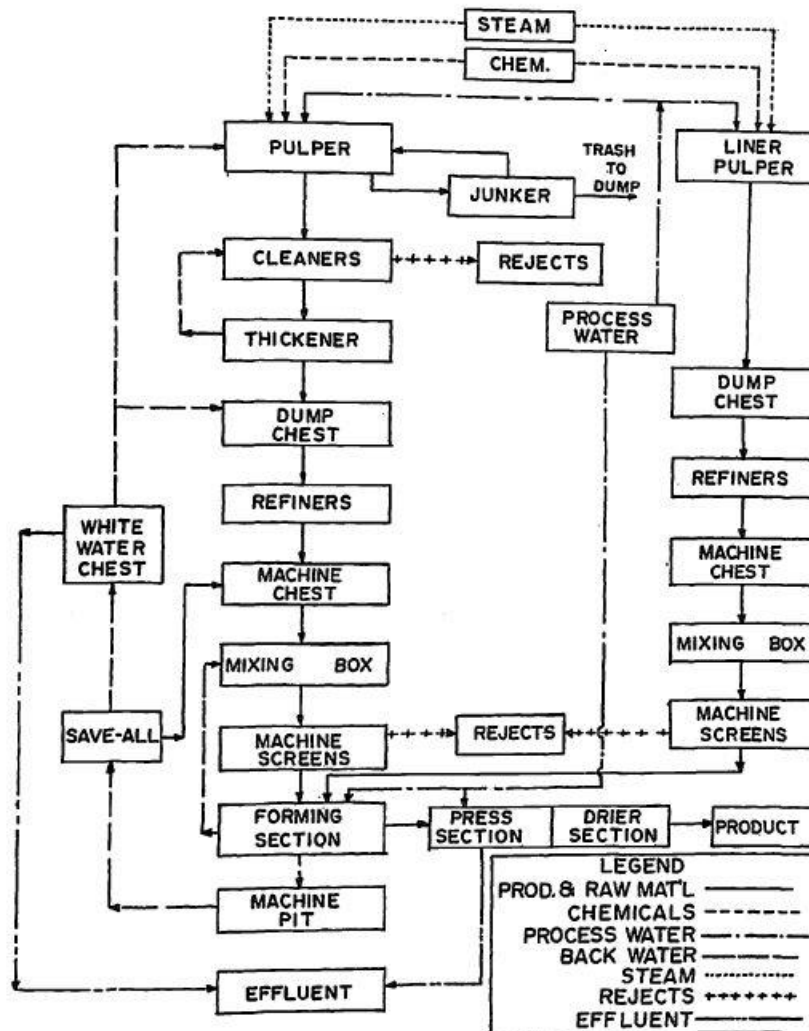 STEAM
CHEM.
PULPER
LINER
PULPER
TRASH
TO
DUMP
JUNKER
CLEANERS
REJECTS
PROCESS
WATER
THICKENER
DUMP
CHEST
DUMP
CHEST
REFINERS
REFINERS
WHITE
WATER
CHEST
MACHINE
CHEST
MACHINE
CHEST
MIXING BOX
MIXING BOX
SAVE-ALL
MACHINE
SCREENS
REJECTS
MACHINE
SCREENS
FORMING
SECTION
PRESS
SECTION
DRIER
SECTION
PRODUCT
MACHINE
PIT
EFFLUENT
LEGEND
PROD. & RAW MAT'L
CHEMICALS
PROCESS WATER
BACK WATER
STEAM
REJECTS
EFFLUENT